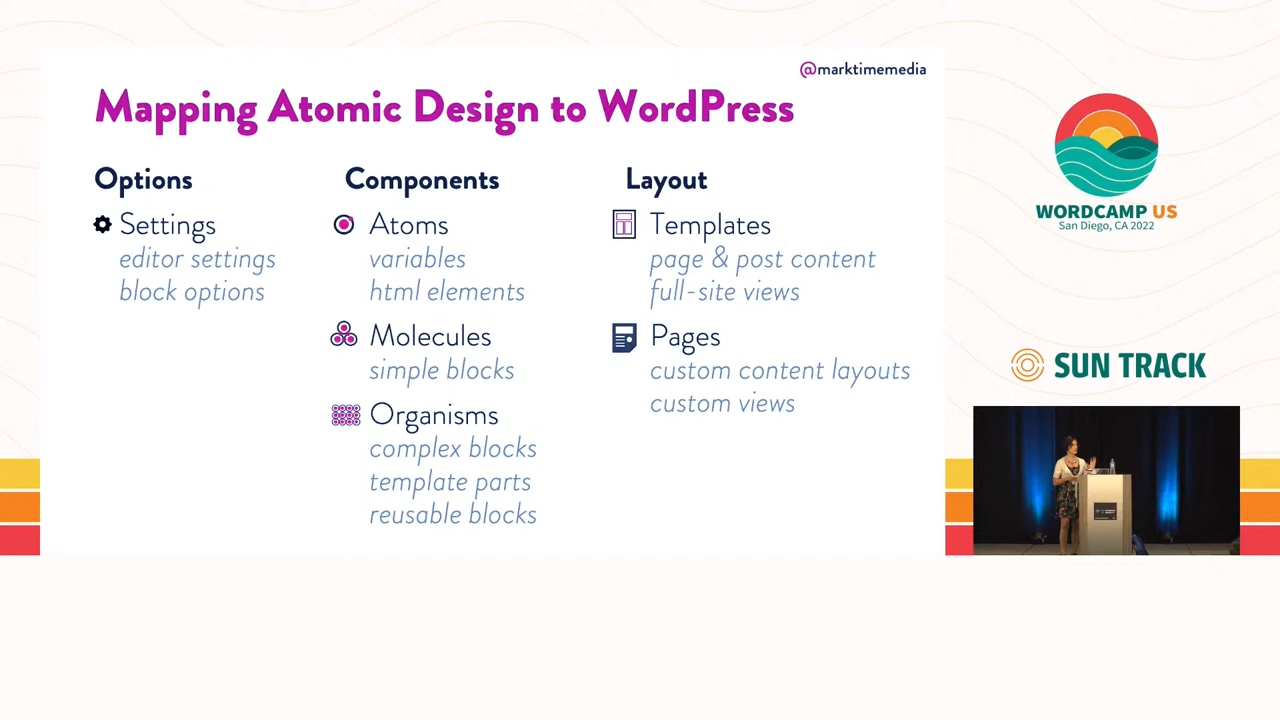 @marktimemedia
Mapping Atomic Design to WordPress
Options
Settings
editor settings
block options
Components
Atoms
variables
html elements
Molecules
simple blocks
Organisms
complex blocks
template parts
reusable blocks
Layout
Templates
page & post content
full-site views
Pages
custom content layouts
custom views
WORDCAMP US
San Diego, CA 2022
SUN TRACK